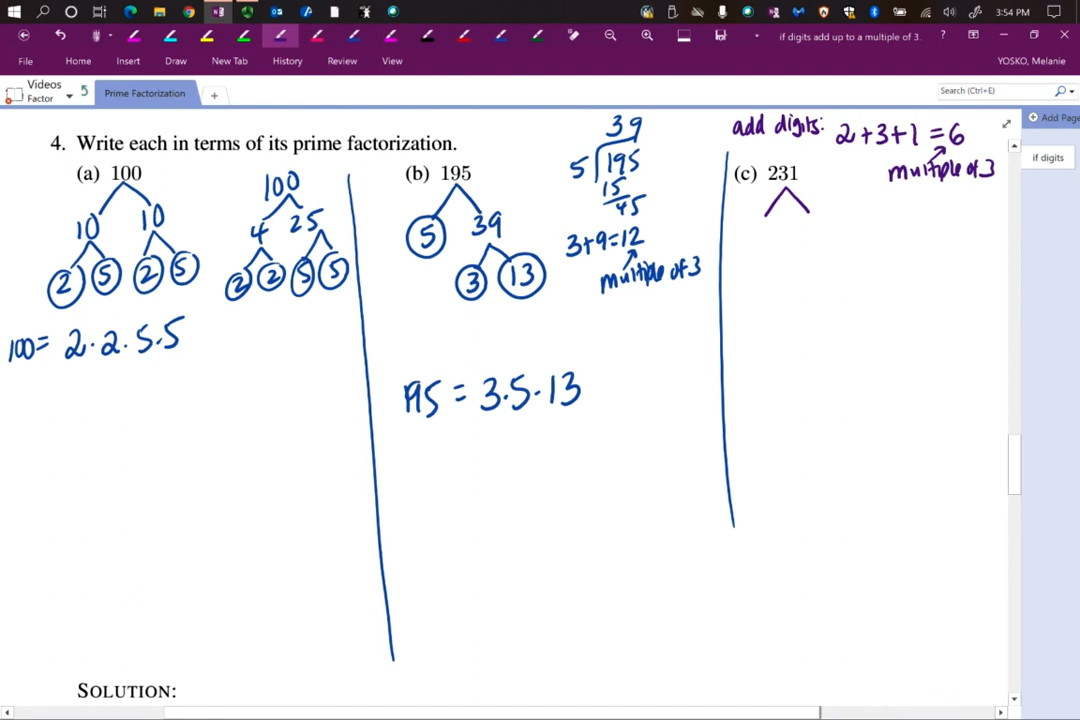 3:54 PM
if digits add up to a multiple of 3.
File Home Insert Draw New Tab History Review View
YOSKO, Melanie
Videos
Factor
Prime Factorization
Search (Ctrl+E)
Add Page
if digits
4. Write each in terms of its prime factorization.
(a) 100
10 10
2 5 2 5
100
4 25
2 2 5 5
100 = 2·2·5·5
(b) 195
5 39
3 13
39
5 195
15
45
3+9=12
multiple of 3
195 = 3·5·13
add digits: 2+3+1=6
multiple of 3
(c) 231
SOLUTION: